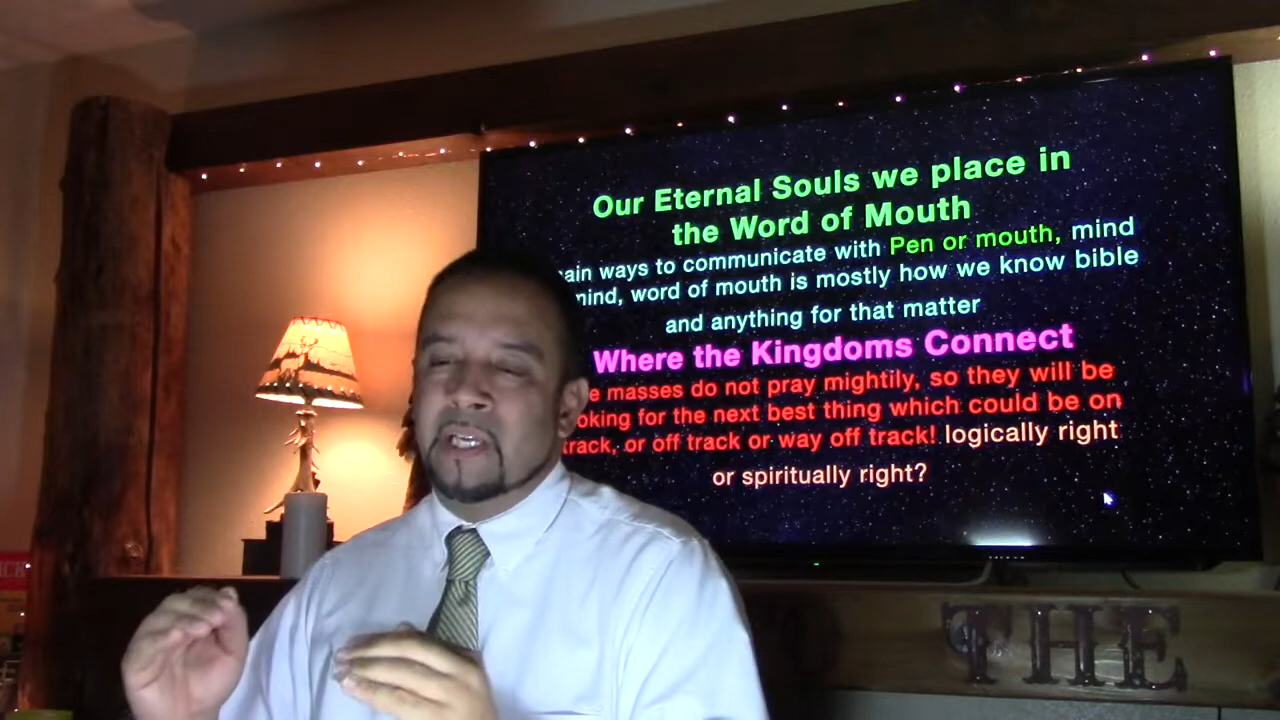 Our Eternal Souls we place in
the Word of Mouth
ways to communicate with Pen or mouth, mind
mind, word of mouth is mostly how we know bible
and anything for that matter
Where the Kingdoms Connect
masses do not pray mightily, so they will be
for the next best thing which could be on
track, or off track or way off track! logically right
or spiritually right?
THE